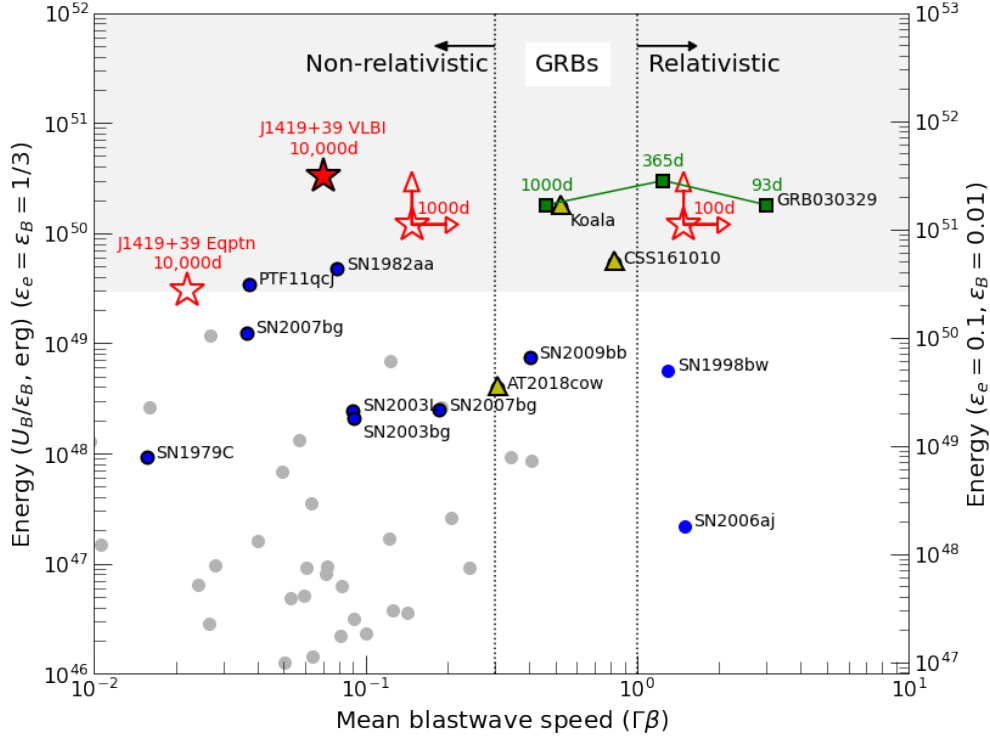 10^52
10^51
10^50
10^49
10^48
10^47
10^46
Energy (U_B/ε_B, erg) (ε_e = ε_B = 1/3)
10^53
10^52
10^51
10^50
10^49
10^48
10^47
Energy (ε_e = 0.1, ε_B = 0.01)
Non-relativistic
GRBs
Relativistic
J1419+39 VLBI
10,000d
1000d
1000d
Koala
365d
93d
GRB030329
100d
CSS161010
J1419+39 Eqptn
10,000d
SN1982aa
PTF11qcj
SN2007bg
SN2009bb
SN1998bw
AT2018cow
SN2003L
SN2007bg
SN2003bg
SN1979C
SN2006aj
10^−2
10^−1
10^0
10^1
Mean blastwave speed (Γβ)